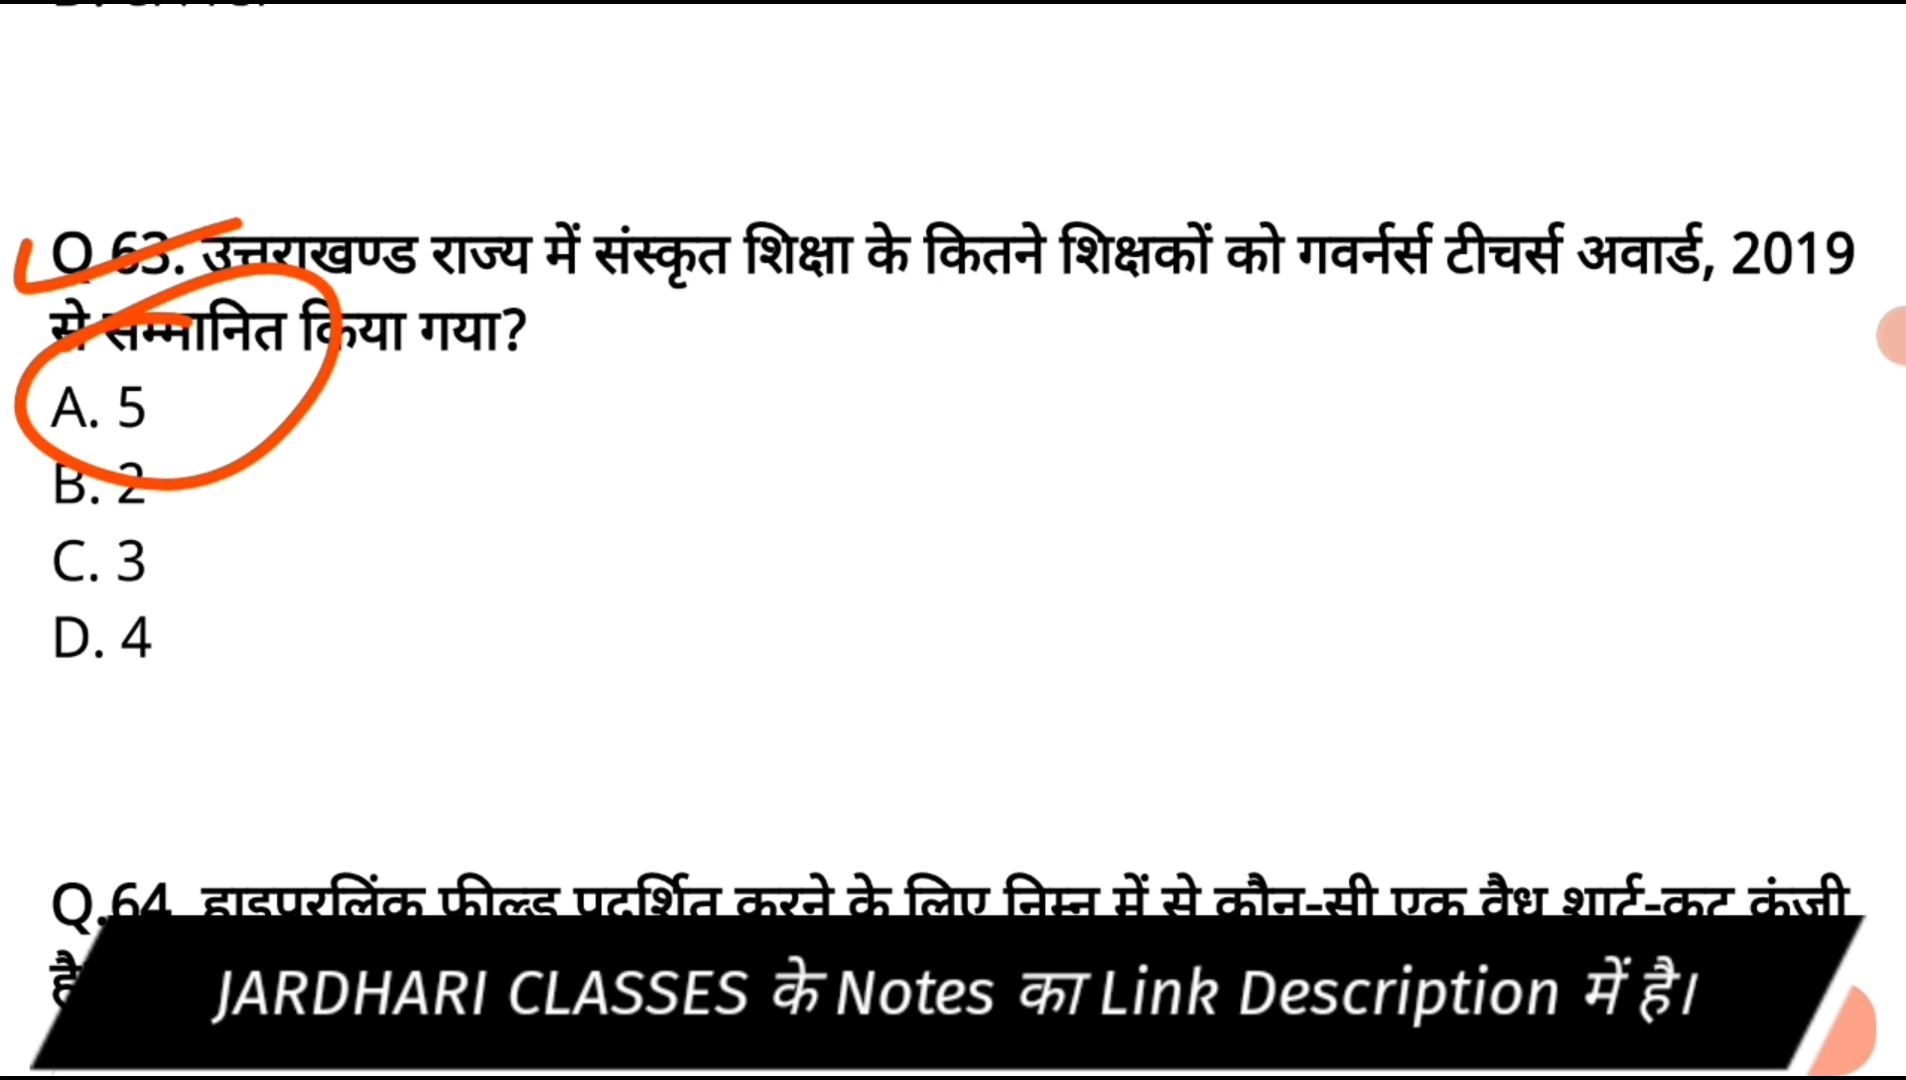 Q.63. उत्तराखण्ड राज्य में संस्कृत शिक्षा के कितने शिक्षकों को गवर्नर्स टीचर्स अवार्ड, 2019
से सम्मानित किया गया?
A. 5
B. 2
C. 3
D. 4
Q.64. हाइपरलिंक फील्ड प्रदर्शित करने के लिए निम्न में से कौन-सी एक वैध शार्ट-कट कुंजी
JARDHARI CLASSES के Notes का Link Description में है।